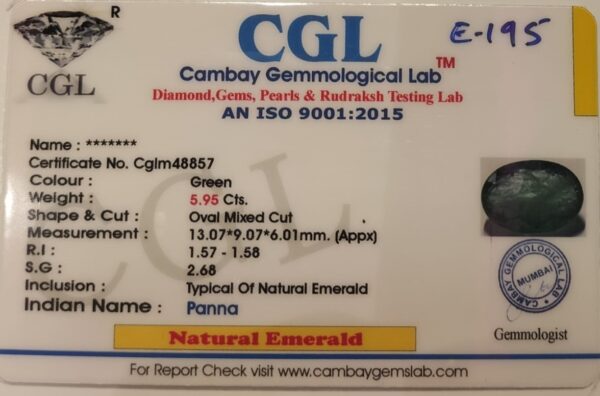 R
CGL
CGL™
E-195
Cambay Gemmological Lab
Diamond,Gems, Pearls & Rudraksh Testing Lab
AN ISO 9001:2015
Name : *******
Certificate No. Cglm48857
Colour : Green
Weight : 5.95 Cts.
Shape & Cut : Oval Mixed Cut
Measurement : 13.07*9.07*6.01mm. (Appx)
R.I : 1.57 - 1.58
S.G : 2.68
Inclusion : Typical Of Natural Emerald
Indian Name : Panna
CAMBAY GEMMOLOGICAL LAB
MUMBAI
Natural Emerald
Gemmologist
For Report Check visit www.cambaygemslab.com
CGL